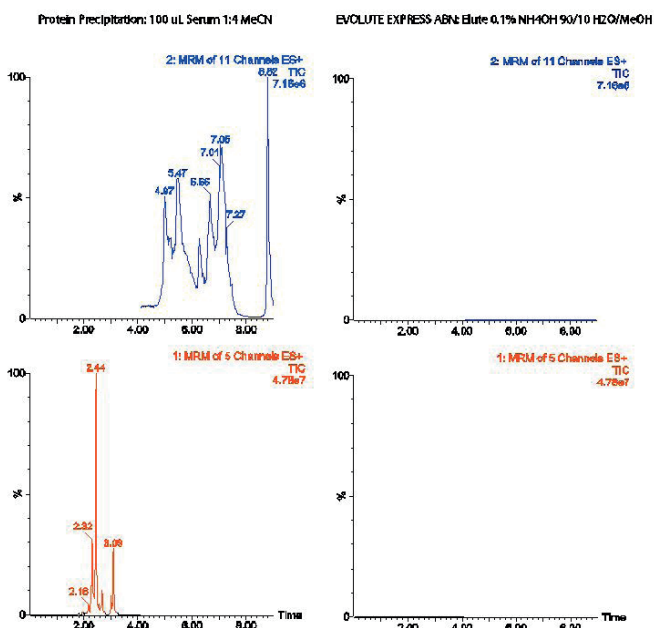 Protein Precipitation: 100 uL Serum 1:4 MeCN
EVOLUTE EXPRESS ABN: Elute 0.1% NH4OH 90/10 H2O/MeOH
2: MRM of 11 Channels ES+
TIC
7.16e6
100
%
0
4.97
5.47
6.66
7.01
7.05
7.27
8.82
2.00 4.00 6.00 8.00
2: MRM of 11 Channels ES+
TIC
7.16e6
100
%
0
2.00 4.00 6.00
1: MRM of 5 Channels ES+
TIC
4.78e7
100
%
0
2.16
2.32
2.44
3.09
Time
2.00 4.00 6.00 8.00
1: MRM of 5 Channels ES+
TIC
4.78e7
100
%
0
Time
2.00 4.00 6.00